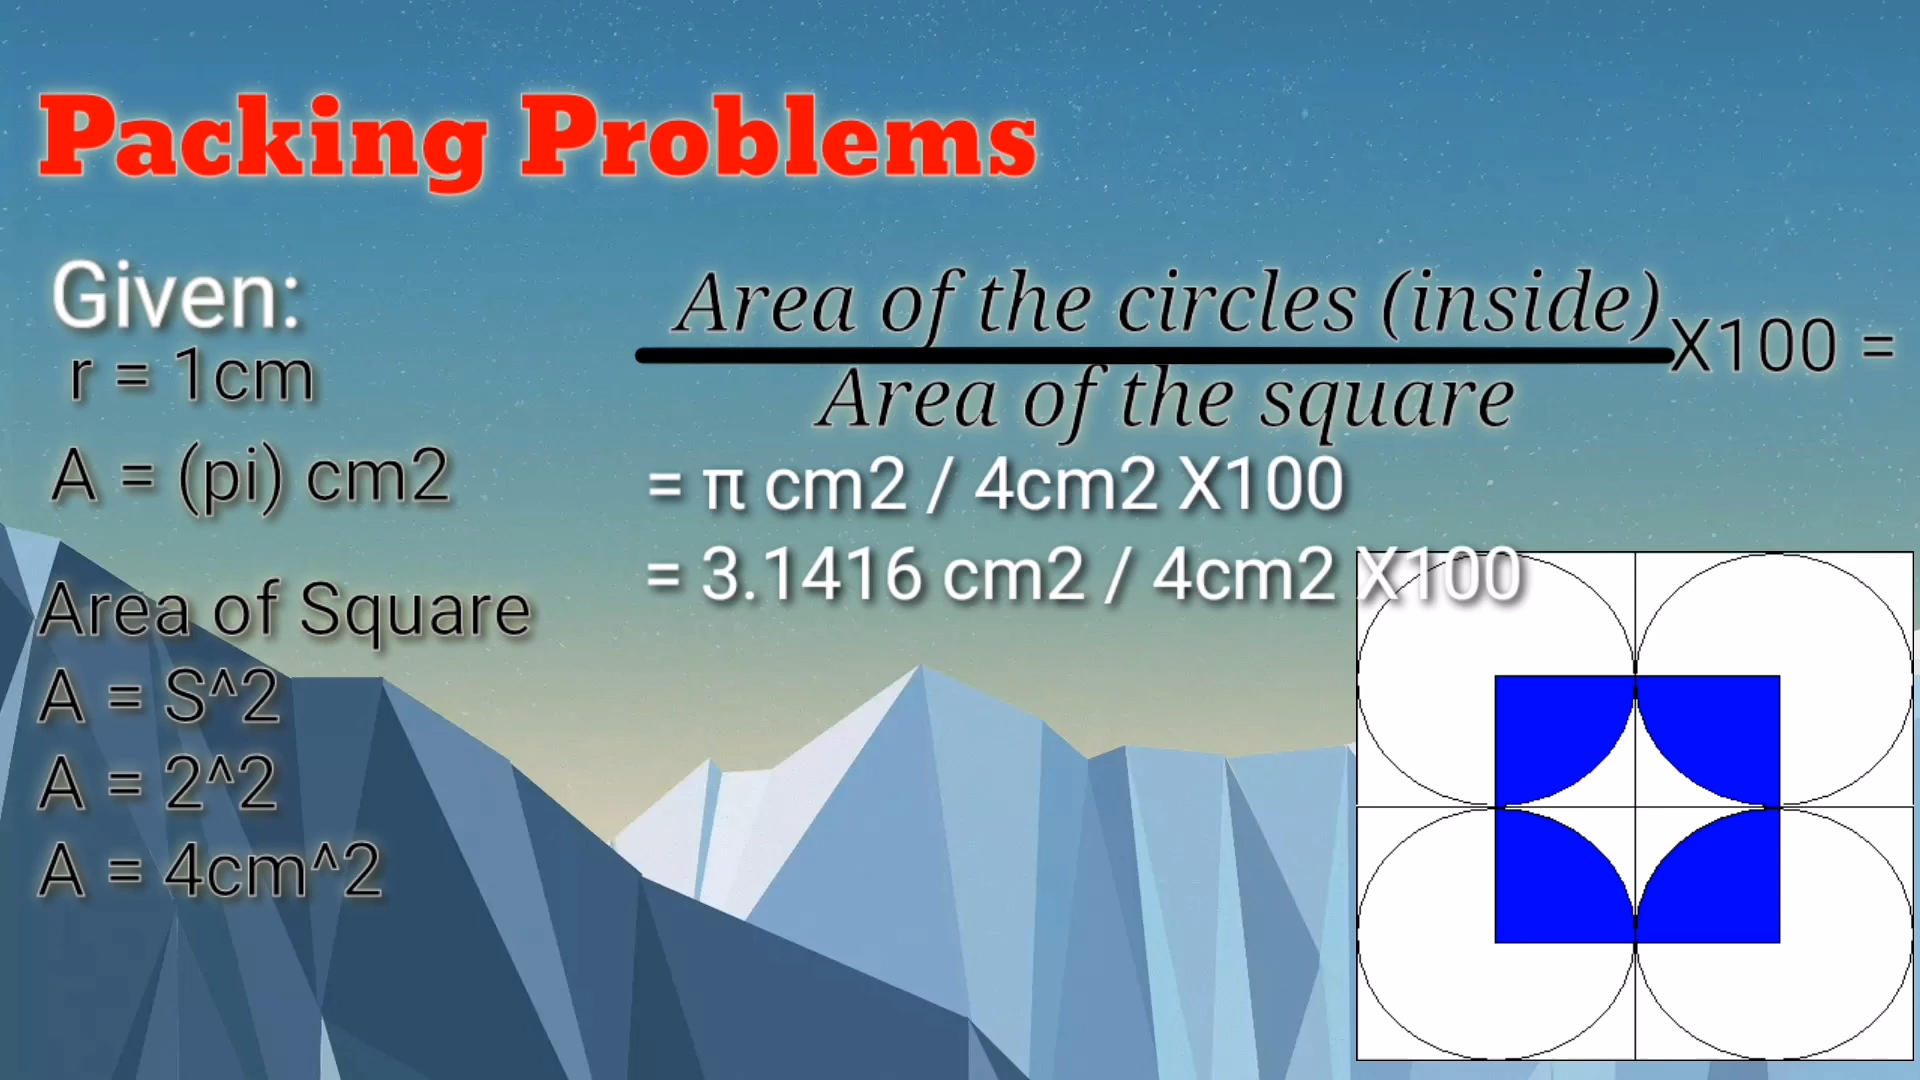 Packing Problems
Given:
r = 1cm
A = (pi) cm2
Area of Square
A = S^2
A = 2^2
A = 4cm^2
Area of the circles (inside)
Area of the square
X100 =
= π cm2 / 4cm2 X100
= 3.1416 cm2 / 4cm2 X100